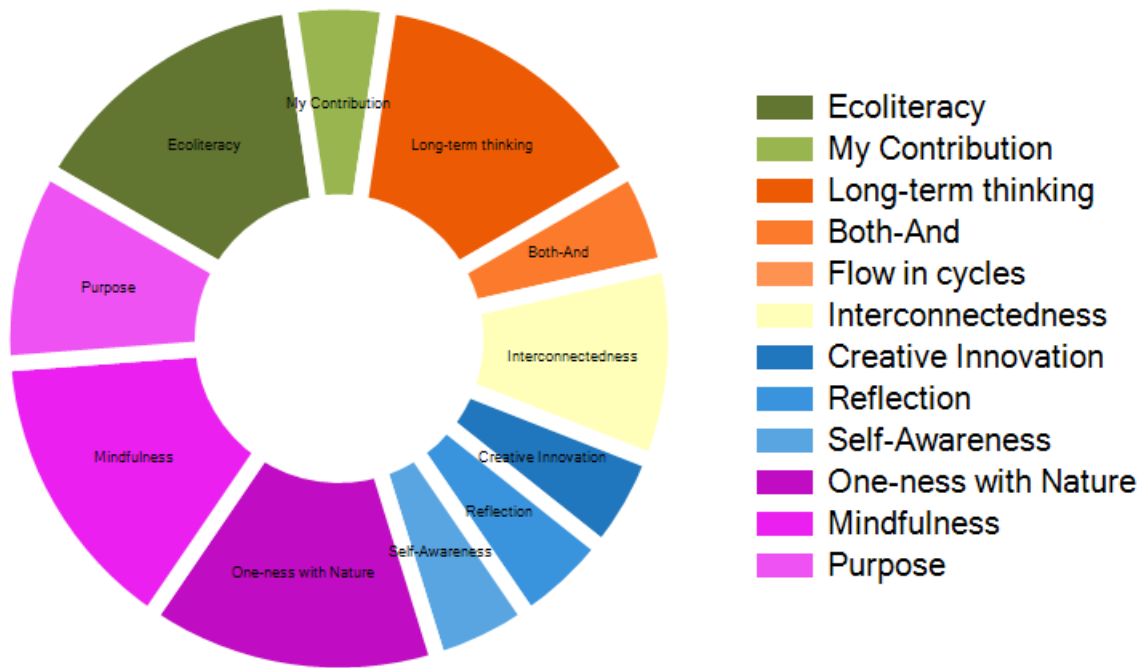 My Contribution
Ecoliteracy
Long-term thinking
Both-And
Purpose
Interconnectedness
Mindfulness
Creative Innovation
Reflection
Self-Awareness
One-ness with Nature
Ecoliteracy
My Contribution
Long-term thinking
Both-And
Flow in cycles
Interconnectedness
Creative Innovation
Reflection
Self-Awareness
One-ness with Nature
Mindfulness
Purpose